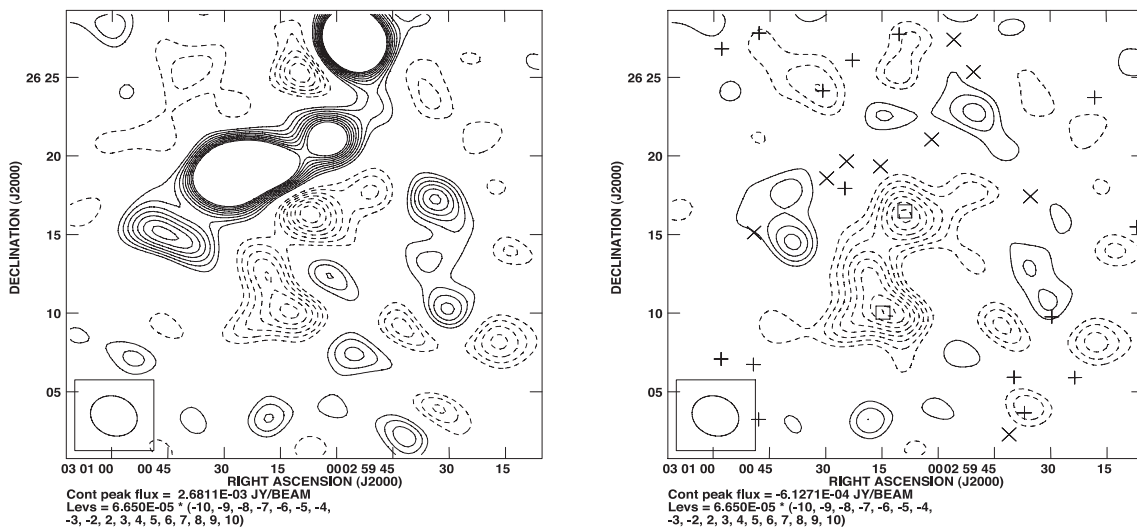 DECLINATION (J2000)
26 25
20
15
10
05
03 01 00
00 45
30
15
00 02 59 45
30
15
RIGHT ASCENSION (J2000)
Cont peak flux = 2.6811E-03 JY/BEAM
Levs = 6.650E-05 * (-10, -9, -8, -7, -6, -5, -4,
-3, -2, 2, 3, 4, 5, 6, 7, 8, 9, 10)
DECLINATION (J2000)
26 25
20
15
10
05
03 01 00
00 45
30
15
00 02 59 45
30
15
RIGHT ASCENSION (J2000)
Cont peak flux = -6.1271E-04 JY/BEAM
Levs = 6.650E-05 * (-10, -9, -8, -7, -6, -5, -4,
-3, -2, 2, 3, 4, 5, 6, 7, 8, 9, 10)